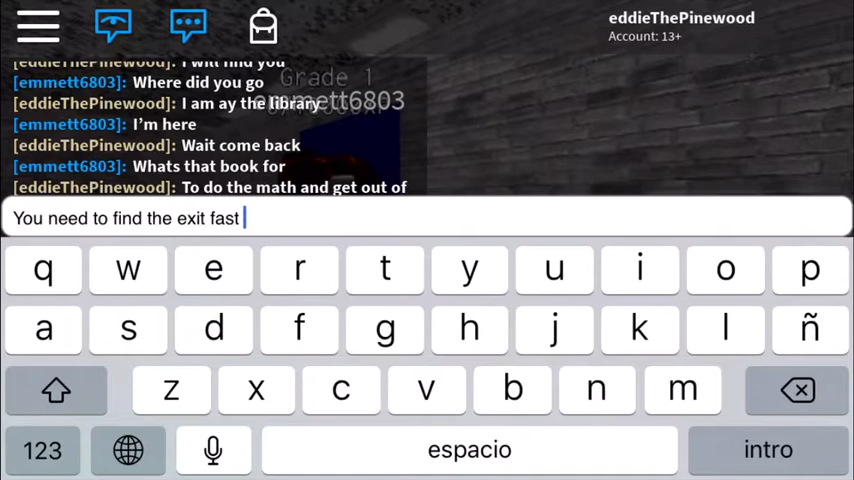 eddieThePinewood
Account: 13+
[eddieThePinewood]: I will find you
[emmett6803]: Where did you go
Grade 1
[eddieThePinewood]: I am ay the library
emmett6803
[emmett6803]: I'm here
[eddieThePinewood]: Wait come back
[emmett6803]: Whats that book for
[eddieThePinewood]: To do the math and get out of
You need to find the exit fast
q w e r t y u i o p
a s d f g h j k l ñ
z x c v b n m
123 espacio intro